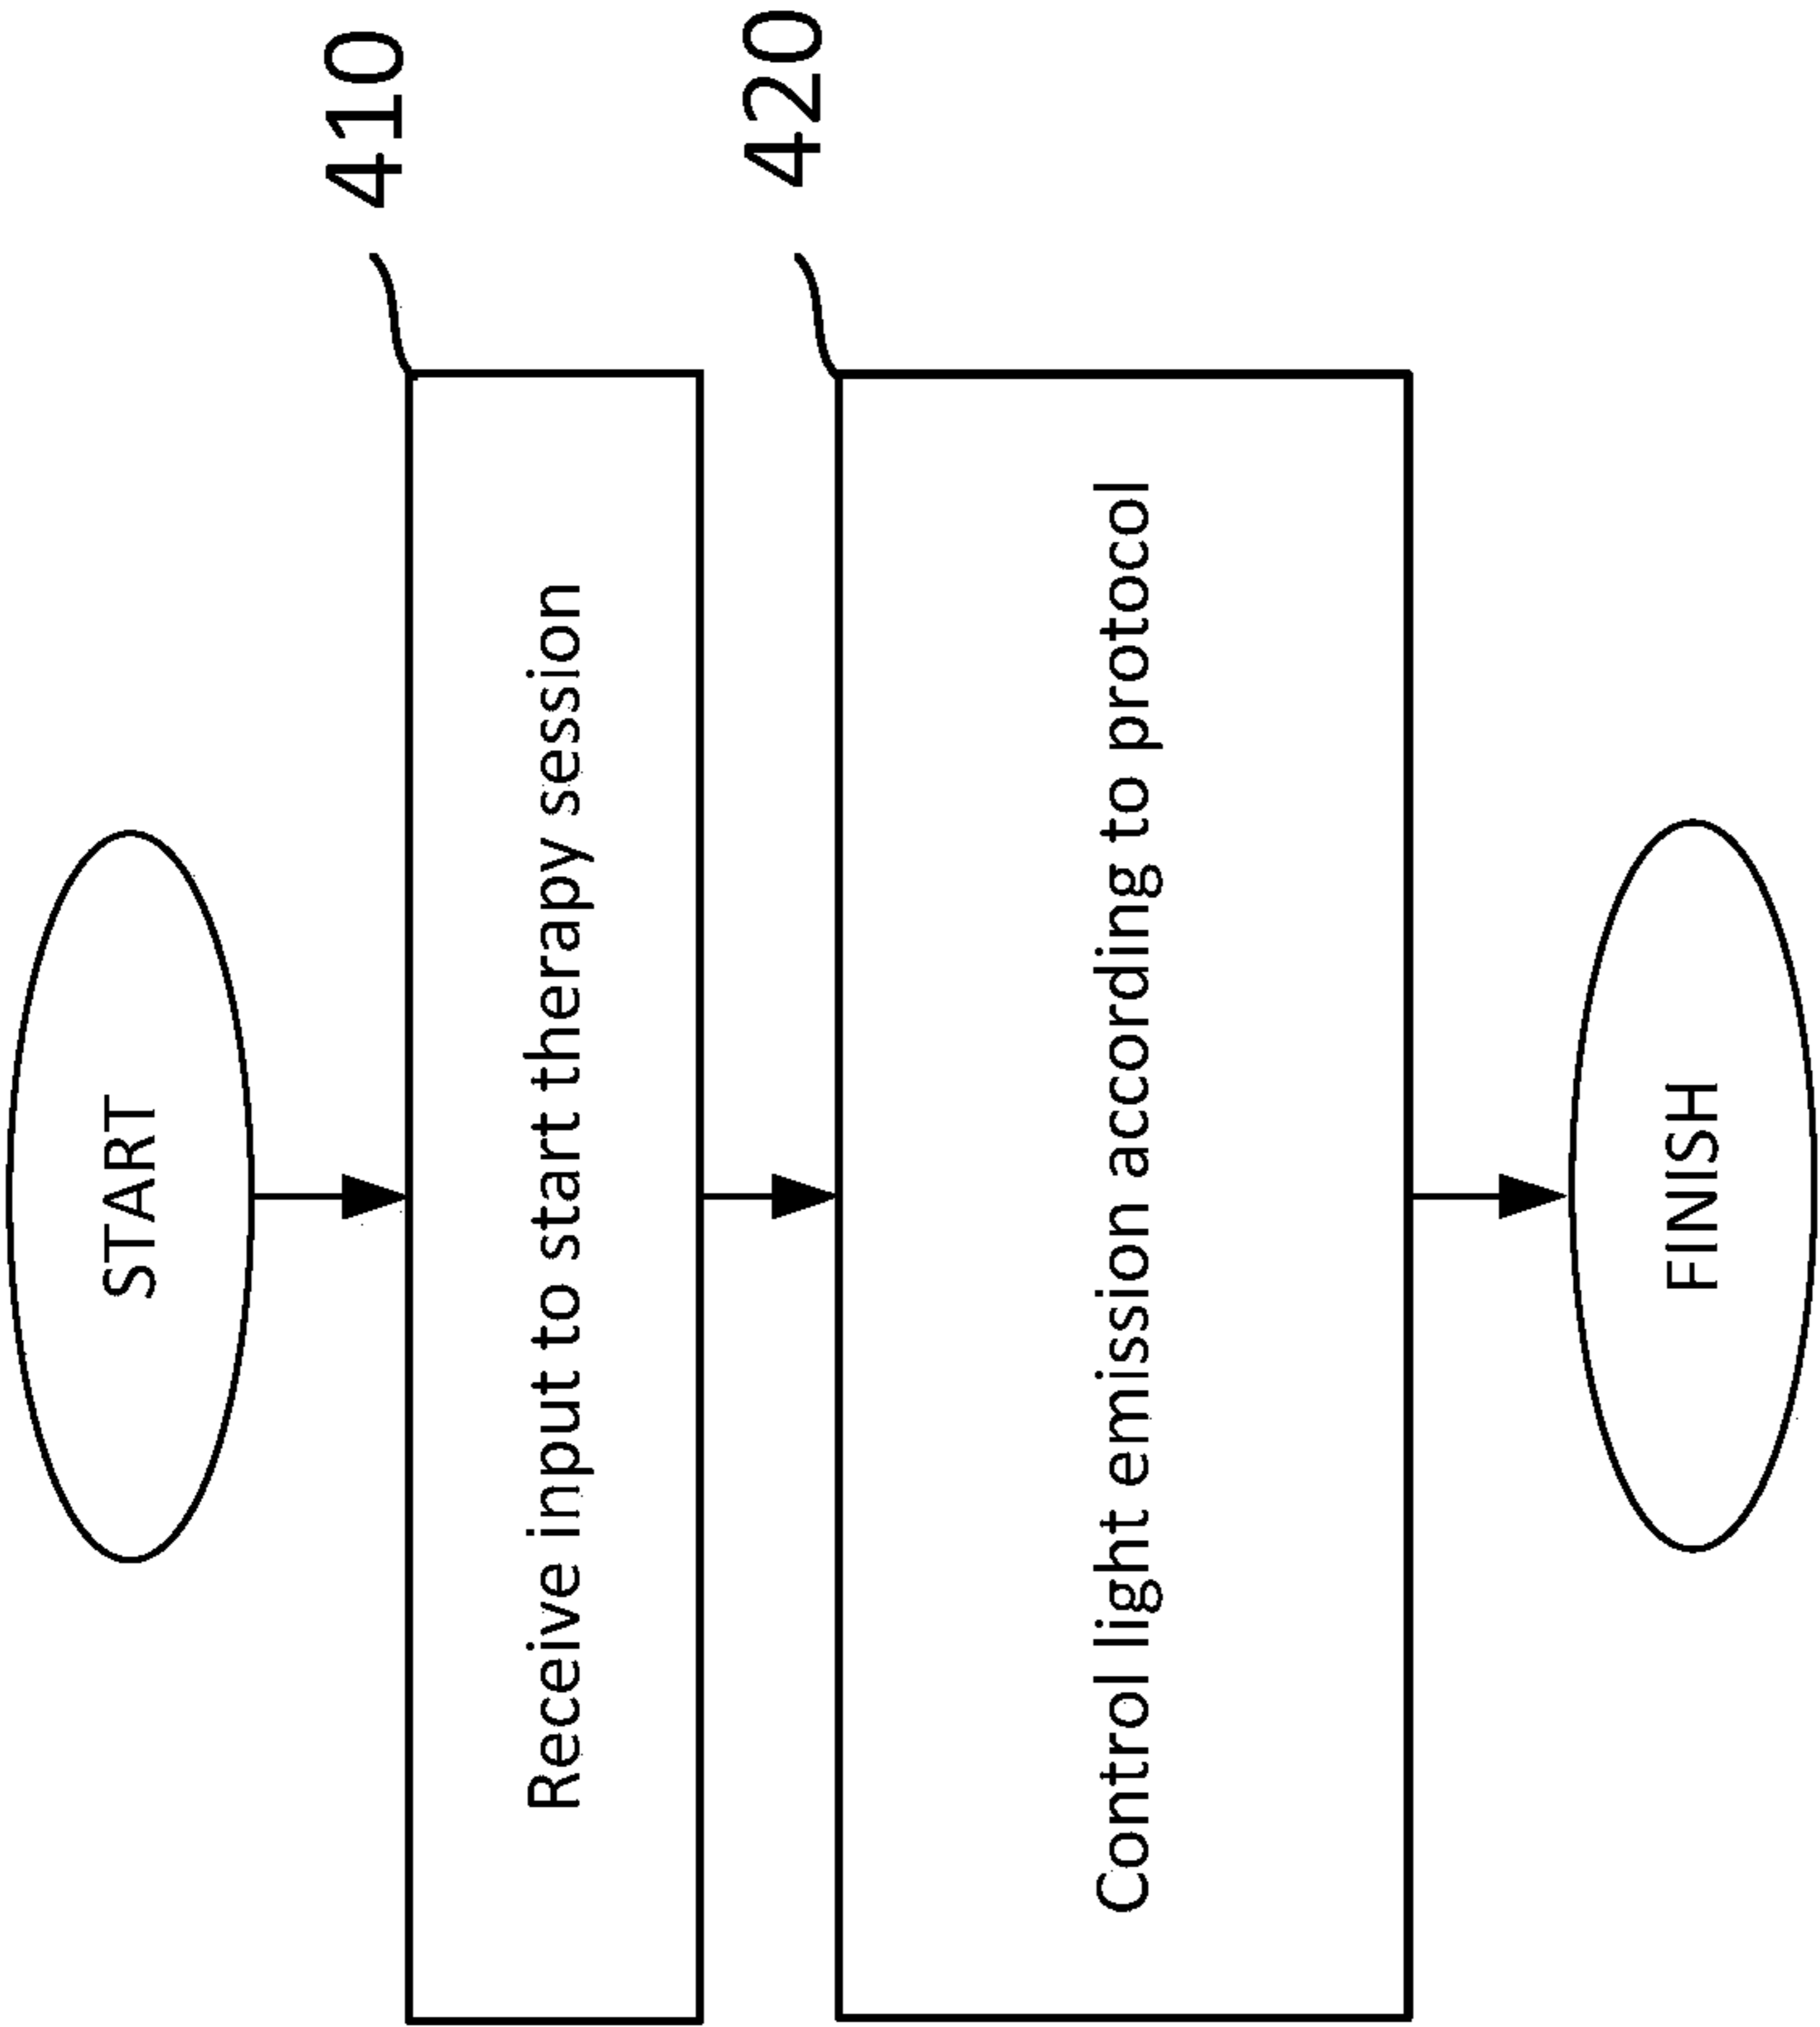 START
410
Receive input to start therapy session
420
Control light emission according to protocol
FINISH